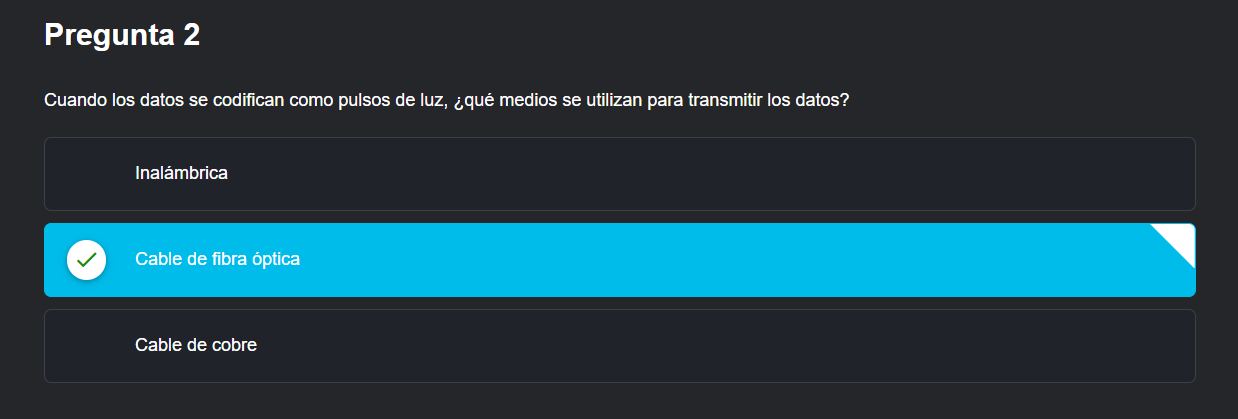 Pregunta 2
Cuando los datos se codifican como pulsos de luz, ¿qué medios se utilizan para transmitir los datos?
Inalámbrica
Cable de fibra óptica
Cable de cobre